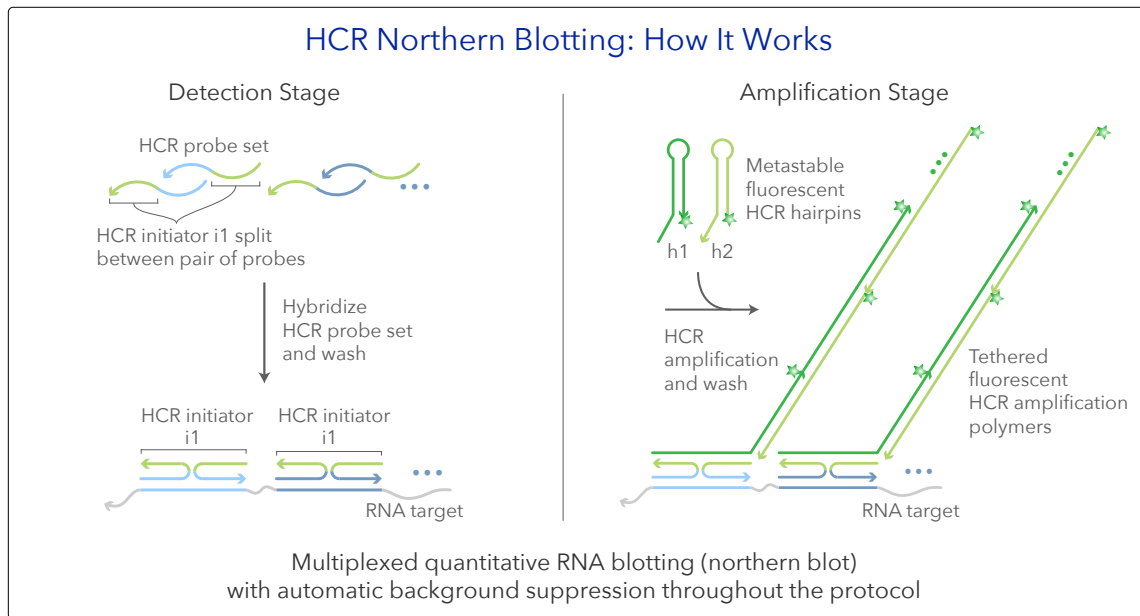 HCR Northern Blotting: How It Works
Detection Stage
HCR probe set
HCR initiator i1 split
between pair of probes
Hybridize
HCR probe set
and wash
HCR initiator
i1
HCR initiator
i1
RNA target
Amplification Stage
Metastable
fluorescent
HCR hairpins
h1
h2
HCR
amplification
and wash
Tethered
fluorescent
HCR amplification
polymers
RNA target
Multiplexed quantitative RNA blotting (northern blot)
with automatic background suppression throughout the protocol